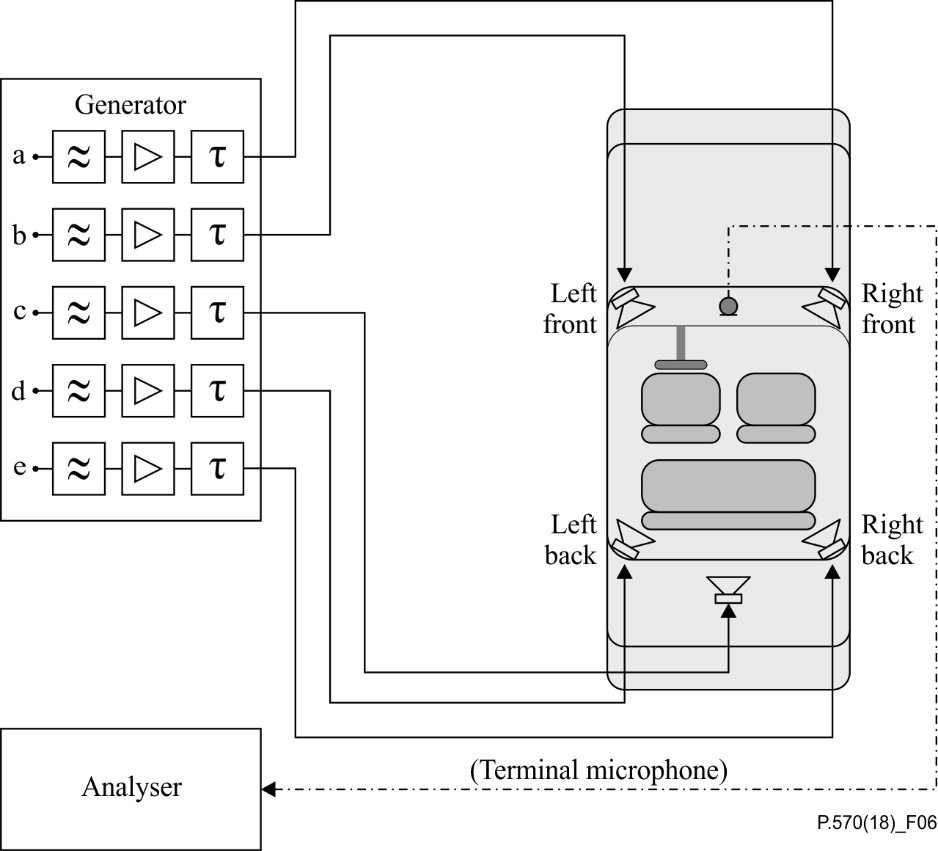 Generator
a ≈ τ
b ≈ τ
c ≈ τ
d ≈ τ
e ≈ τ
Left
front
Right
front
Left
back
Right
back
Analyser
(Terminal microphone)
P.570(18)_F06